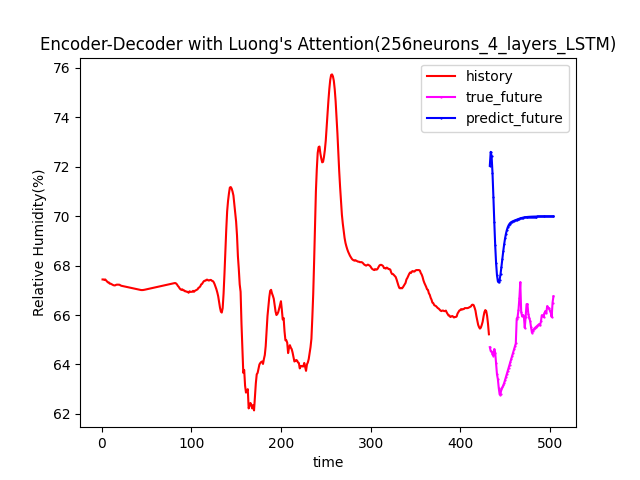 Encoder-Decoder with Luong's Attention(256neurons_4_layers_LSTM)
history
true_future
predict_future
Relative Humidity(%)
76
74
72
70
68
66
64
62
0 100 200 300 400 500
time